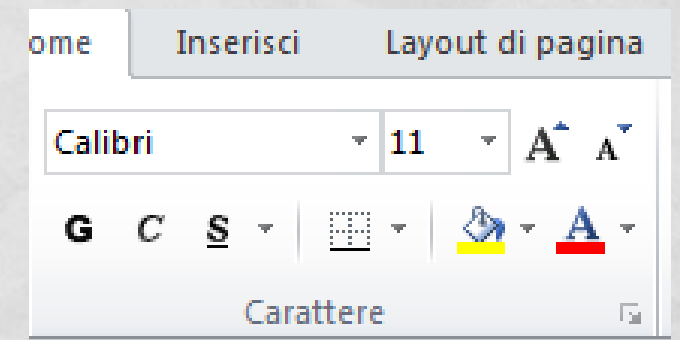 ome Inserisci Layout di pagina
Calibri 11 A A
G C S A
Carattere